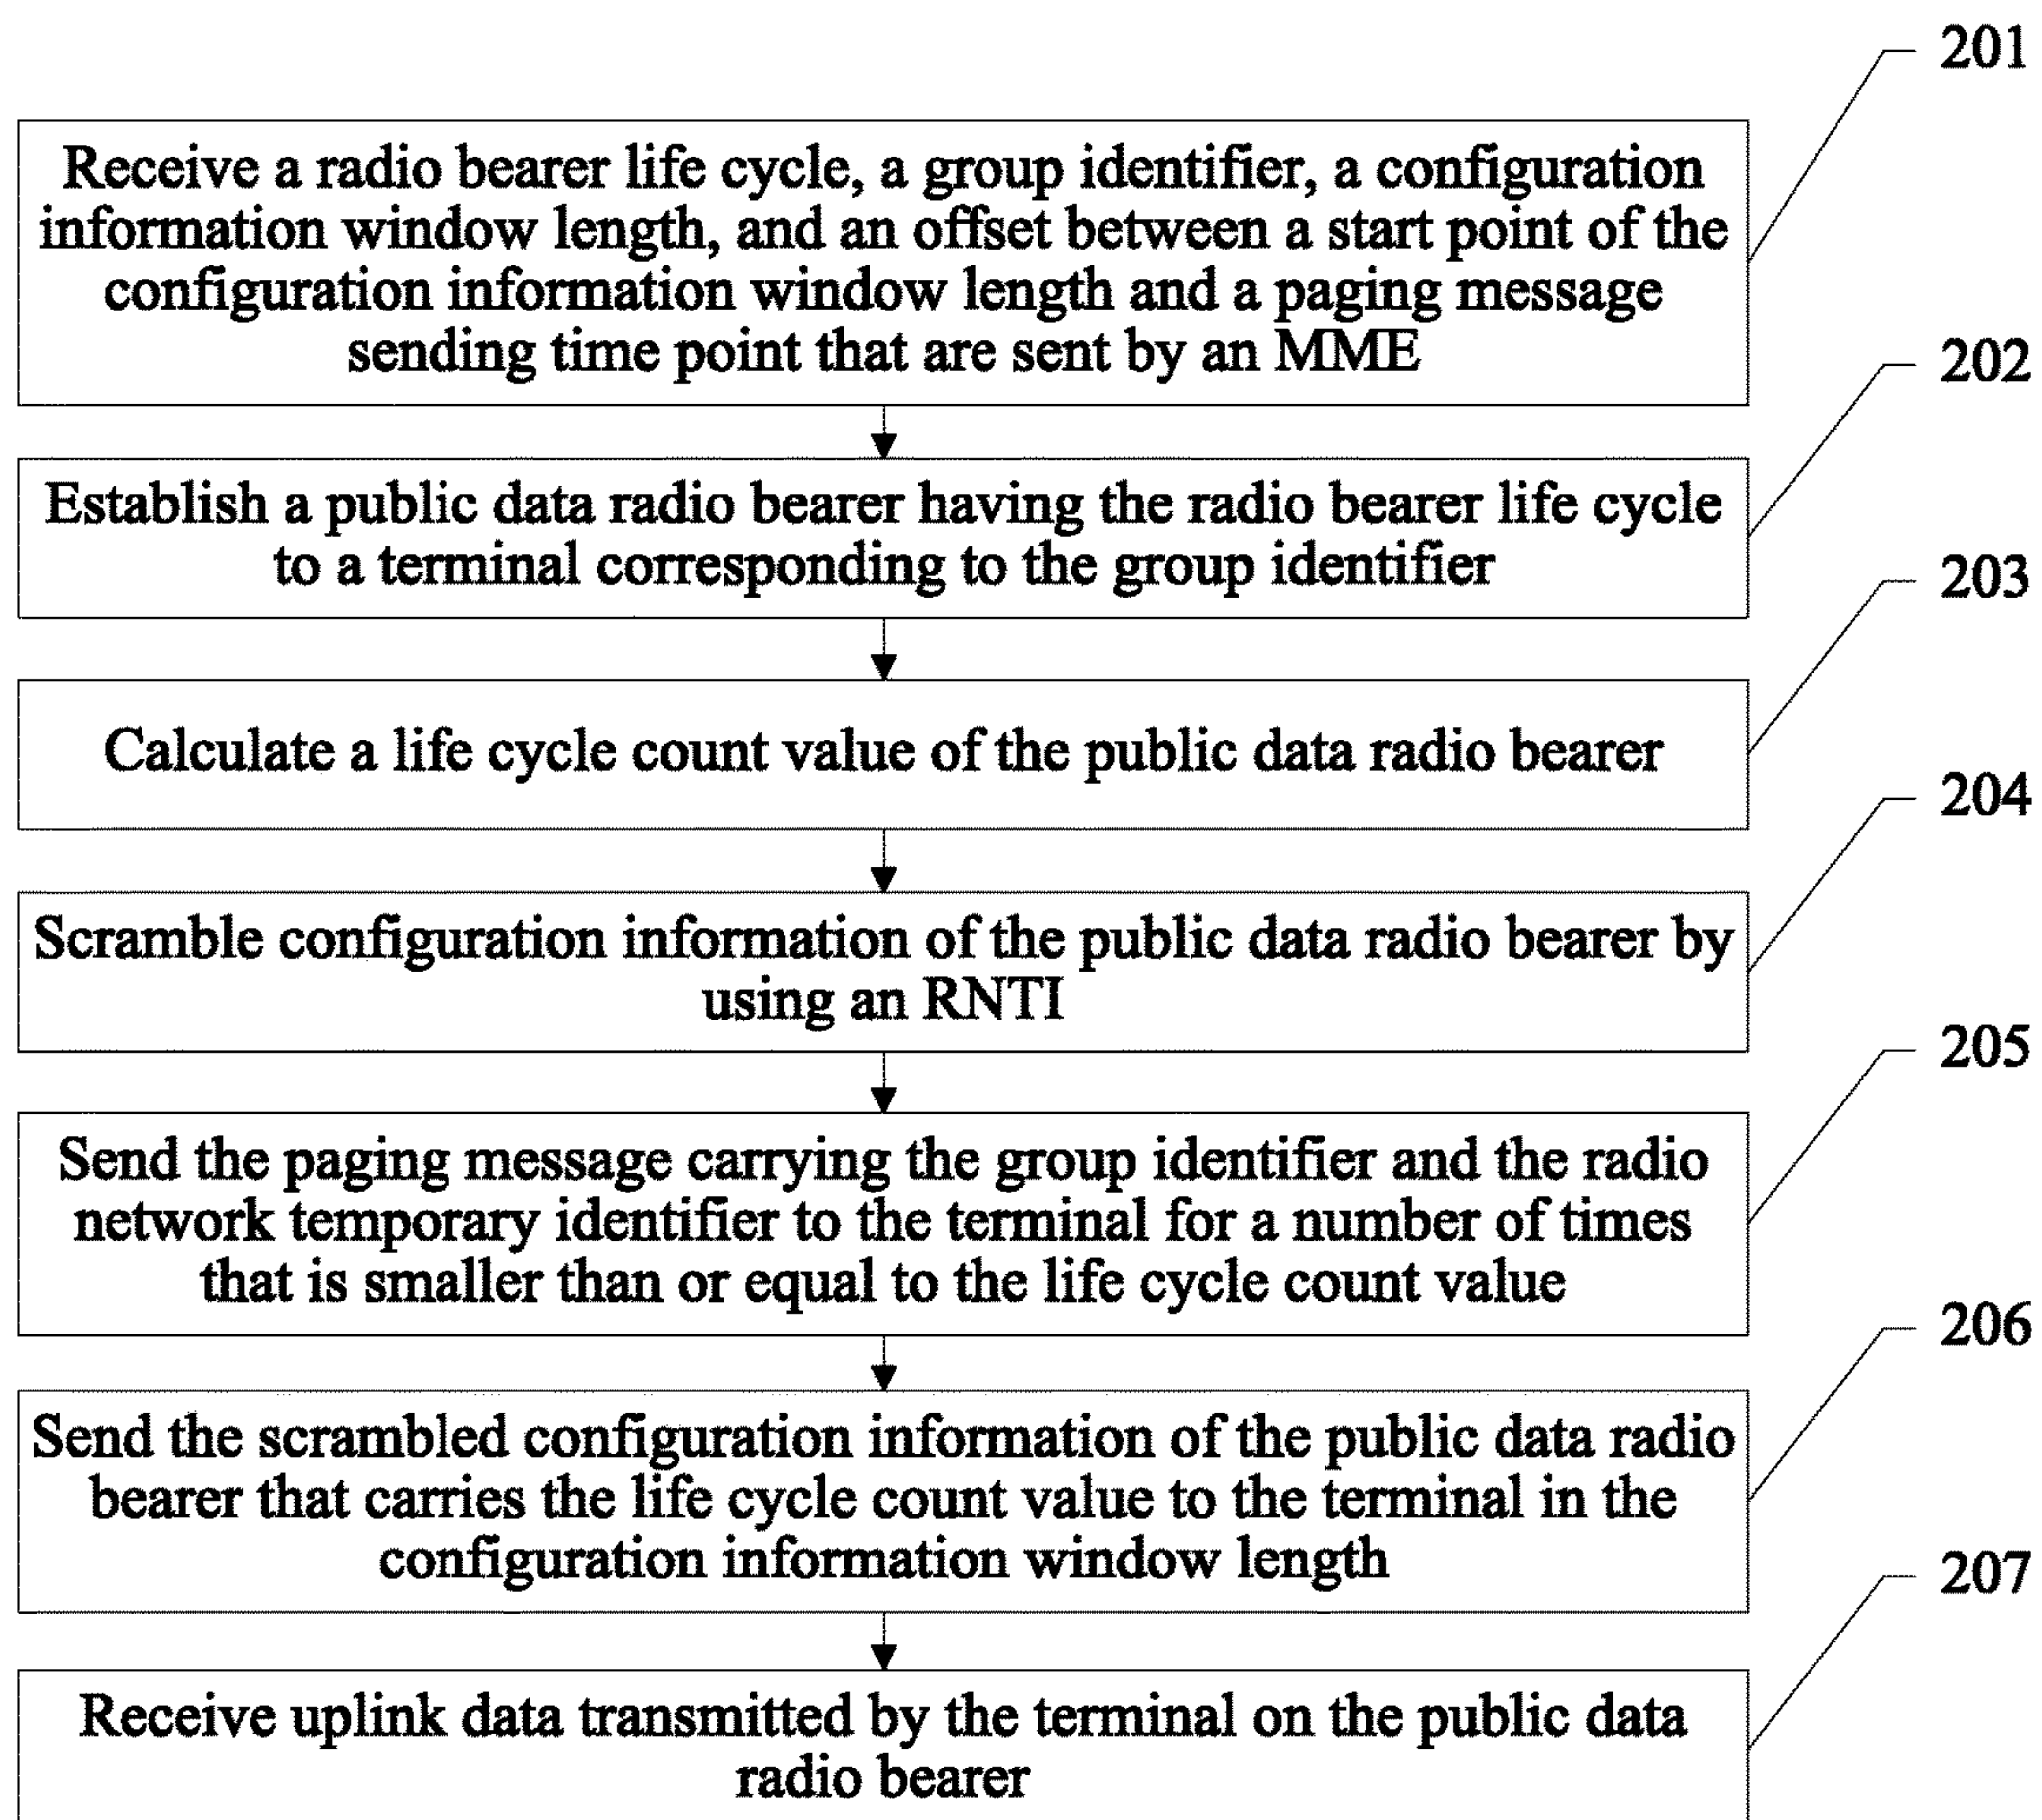 201
Receive a radio bearer life cycle, a group identifier, a configuration
information window length, and an offset between a start point of the
configuration information window length and a paging message
sending time point that are sent by an MME
202
Establish a public data radio bearer having the radio bearer life cycle
to a terminal corresponding to the group identifier
203
Calculate a life cycle count value of the public data radio bearer
204
Scramble configuration information of the public data radio bearer by
using an RNTI
205
Send the paging message carrying the group identifier and the radio
network temporary identifier to the terminal for a number of times
that is smaller than or equal to the life cycle count value
206
Send the scrambled configuration information of the public data radio
bearer that carries the life cycle count value to the terminal in the
configuration information window length
207
Receive uplink data transmitted by the terminal on the public data
radio bearer